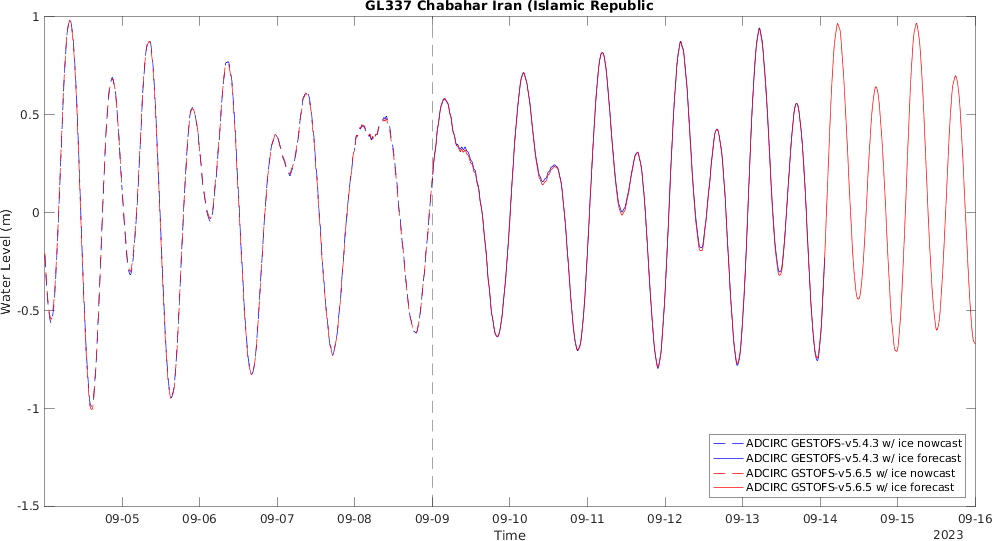 GL337 Chabahar Iran (Islamic Republic
1
0.5
0
-0.5
-1
-1.5
Water Level (m)
09-05 09-06 09-07 09-08 09-09 09-10 09-11 09-12 09-13 09-14 09-15 09-16
Time
2023
ADCIRC GESTOFS-v5.4.3 w/ ice nowcast
ADCIRC GESTOFS-v5.4.3 w/ ice forecast
ADCIRC GSTOFS-v5.6.5 w/ ice nowcast
ADCIRC GSTOFS-v5.6.5 w/ ice forecast